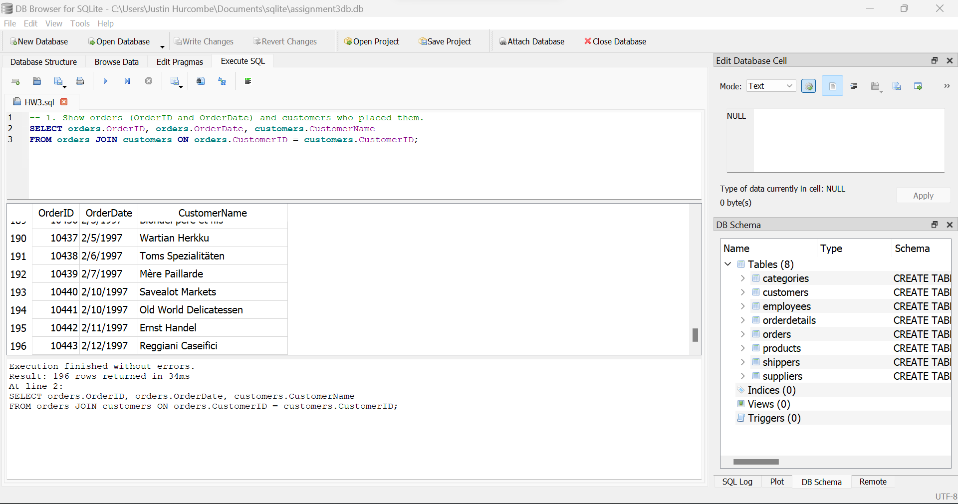 DB Browser for SQLite - C:\Users\Justin Hurcombe\Documents\sqlite\assignment3db.db
File Edit View Tools Help
New Database Open Database Write Changes Revert Changes Open Project Save Project Attach Database Close Database
Database Structure Browse Data Edit Pragmas Execute SQL
HW3.sql
1 -- 1. Show orders (OrderID and OrderDate) and customers who placed them.
2 SELECT orders.OrderID, orders.OrderDate, customers.CustomerName
3 FROM orders JOIN customers ON orders.CustomerID = customers.CustomerID;
OrderID OrderDate CustomerName
190 10437 2/5/1997 Wartian Herkku
191 10438 2/6/1997 Toms Spezialitäten
192 10439 2/7/1997 Mère Paillarde
193 10440 2/10/1997 Savealot Markets
194 10441 2/10/1997 Old World Delicatessen
195 10442 2/11/1997 Ernst Handel
196 10443 2/12/1997 Reggiani Caseifici
Execution finished without errors.
Result: 196 rows returned in 34ms
At line 2:
SELECT orders.OrderID, orders.OrderDate, customers.CustomerName
FROM orders JOIN customers ON orders.CustomerID = customers.CustomerID;
Edit Database Cell
Mode: Text
NULL
Type of data currently in cell: NULL
0 byte(s)
Apply
DB Schema
Name Type Schema
Tables (8)
categories CREATE TABI
customers CREATE TABI
employees CREATE TABI
orderdetails CREATE TABI
orders CREATE TABI
products CREATE TABI
shippers CREATE TABI
suppliers CREATE TABI
Indices (0)
Views (0)
Triggers (0)
SQL Log Plot DB Schema Remote
UTF-8